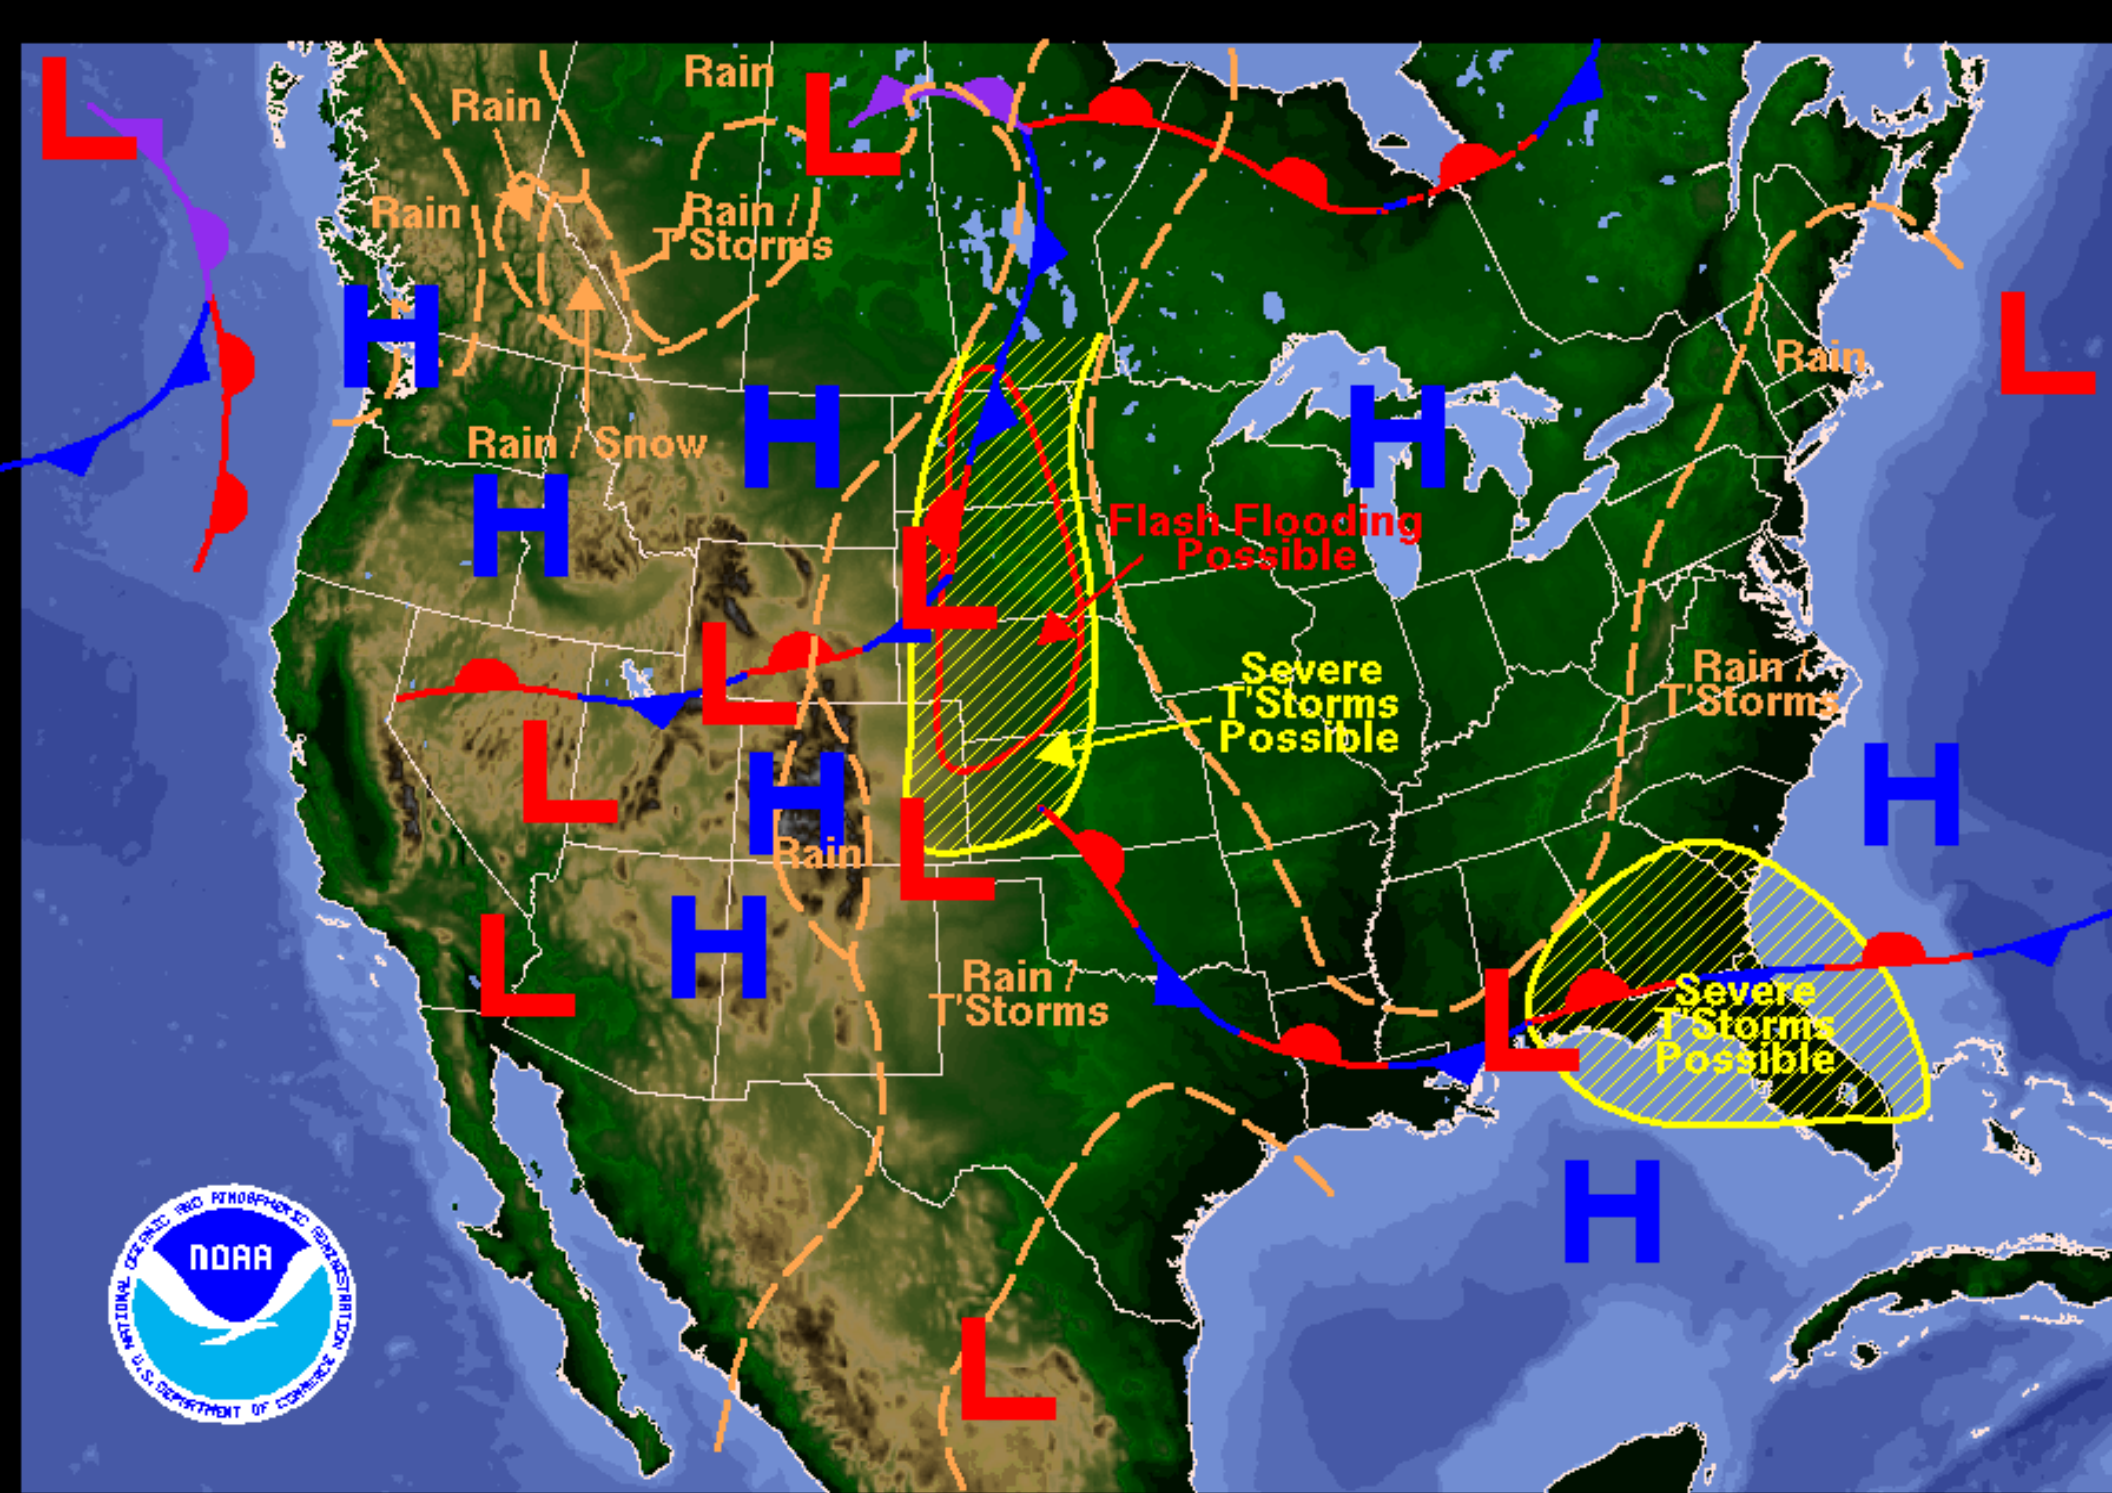 L
Rain
Rain
L
Rain
Rain /
T'Storms
H
L
Rain
H
H
H
Rain / Snow
H
Flash Flooding
Possible
L
L
Severe
T'Storms
Possible
Rain /
T'Storms
L
H
H
Rain
L
H
L
Rain /
T'Storms
L
Severe
T'Storms
Possible
H
L
NOAA
NATIONAL OCEANIC AND ATMOSPHERIC ADMINISTRATION
U.S. DEPARTMENT OF COMMERCE